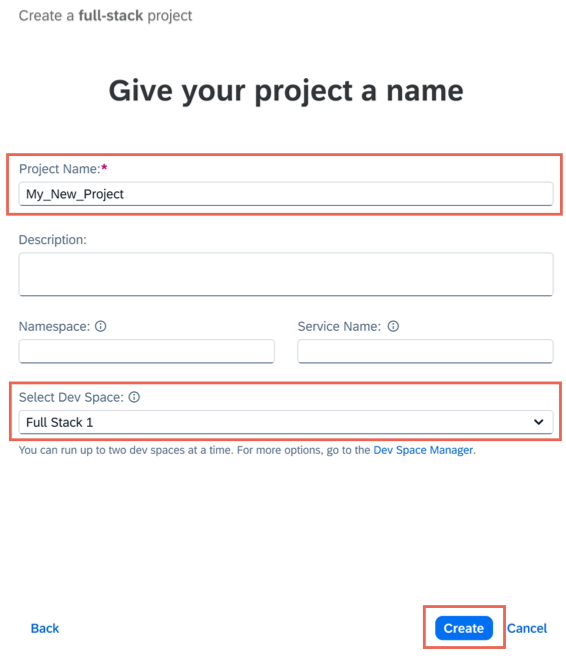 Create a full-stack project
Give your project a name
Project Name:*
My_New_Project
Description:
Namespace:
Service Name:
Select Dev Space:
Full Stack 1
You can run up to two dev spaces at a time. For more options, go to the Dev Space Manager.
Back
Create
Cancel